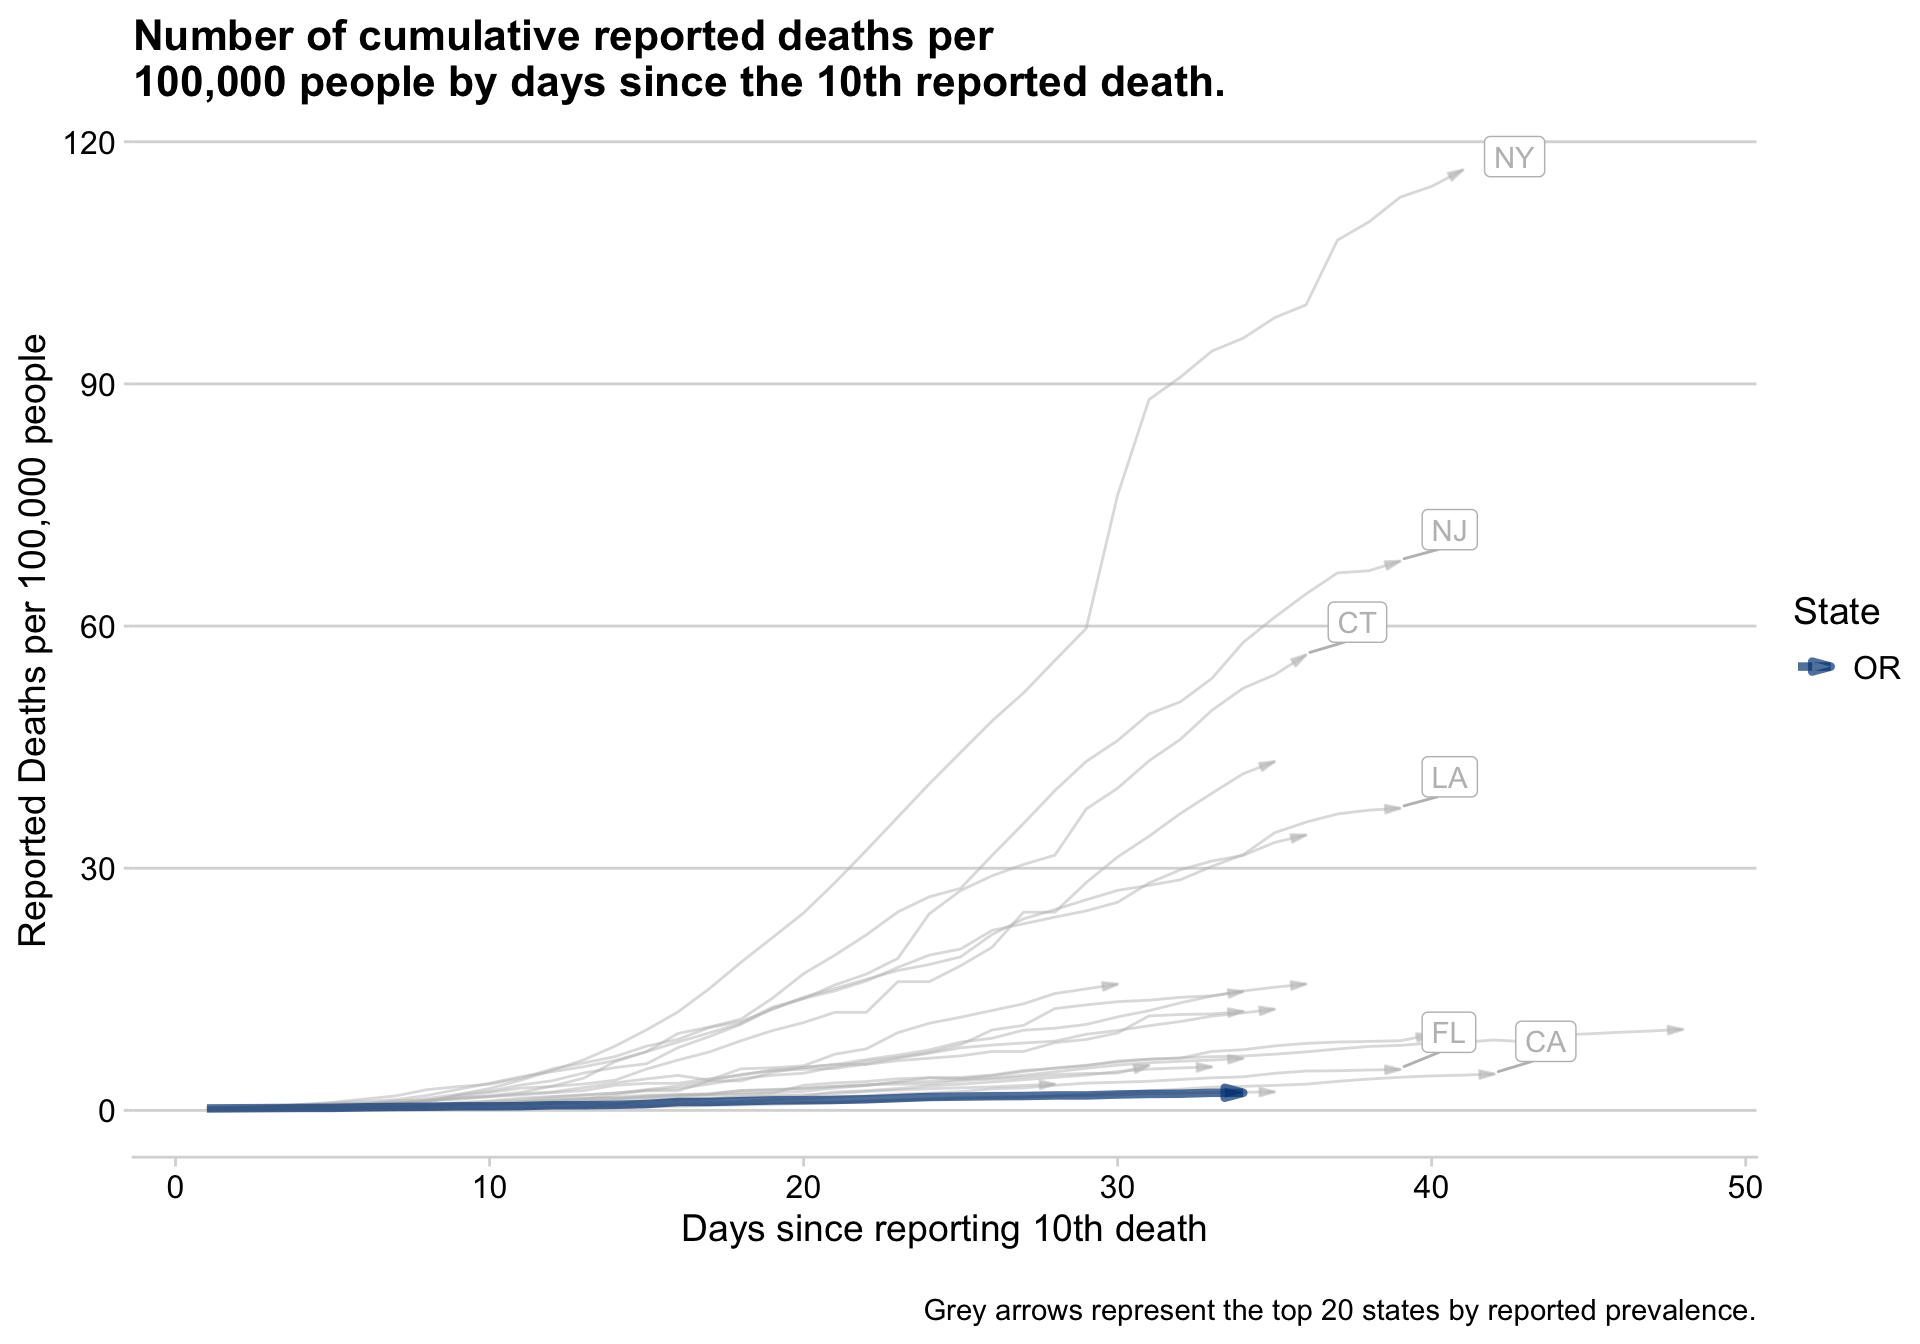 Number of cumulative reported deaths per
100,000 people by days since the 10th reported death.
120
90
60
30
0
Reported Deaths per 100,000 people
NY
NJ
CT
LA
FL
CA
State
OR
0 10 20 30 40 50
Days since reporting 10th death
Grey arrows represent the top 20 states by reported prevalence.